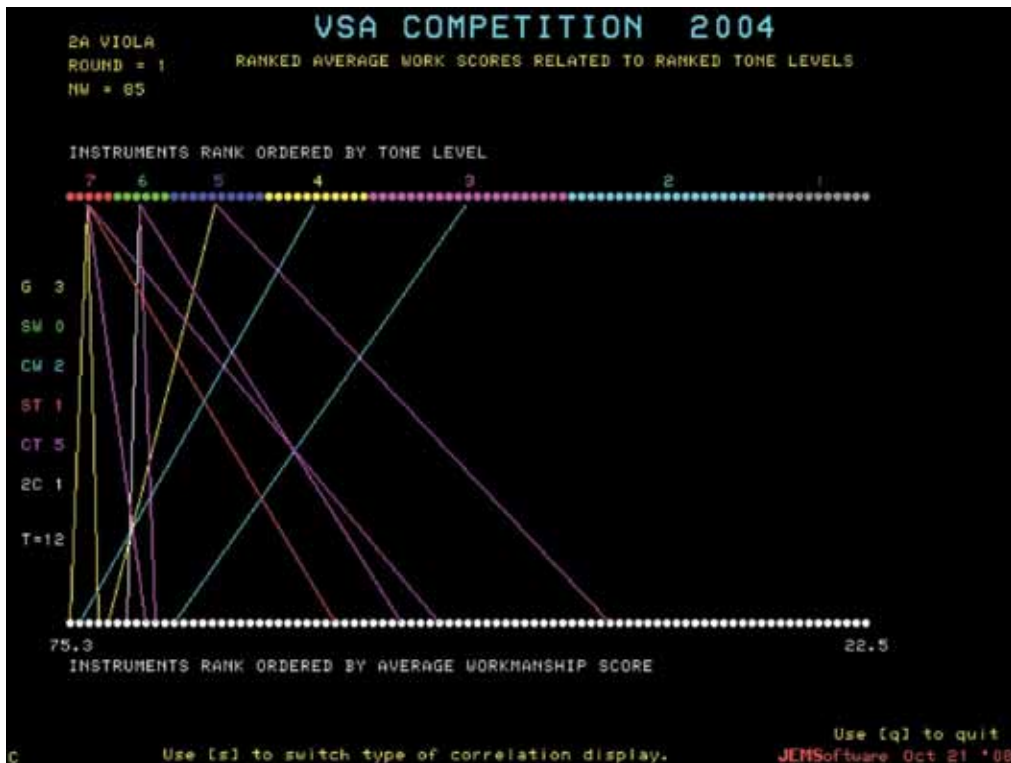 VSA COMPETITION 2004
2A VIOLA
ROUND = 1
NW = 85
RANKED AVERAGE WORK SCORES RELATED TO RANKED TONE LEVELS
INSTRUMENTS RANK ORDERED BY TONE LEVEL
7 6 5 4 3 2 1
G 3
SW 0
CW 2
ST 1
CT 5
2C 1
T=12
75.3 22.5
INSTRUMENTS RANK ORDERED BY AVERAGE WORKMANSHIP SCORE
Use [q] to quit
C Use [s] to switch type of correlation display. JEMSoftware Oct 21